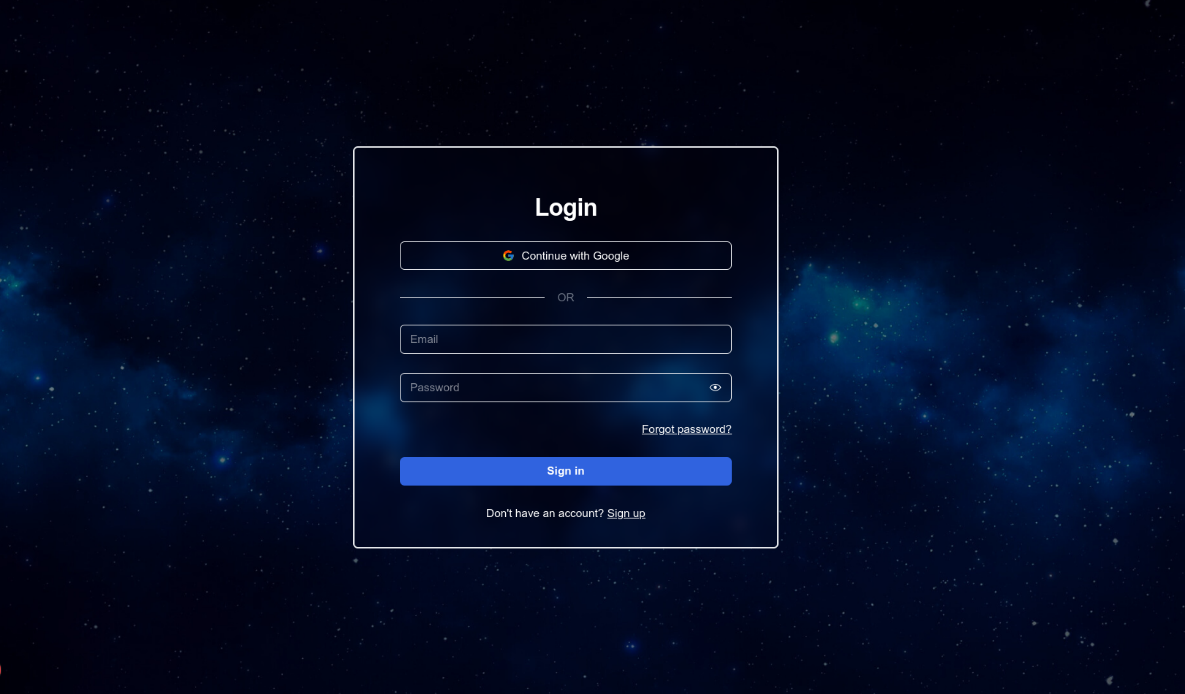 Login
Continue with Google
OR
Email
Password
Forgot password?
Sign in
Don't have an account? Sign up